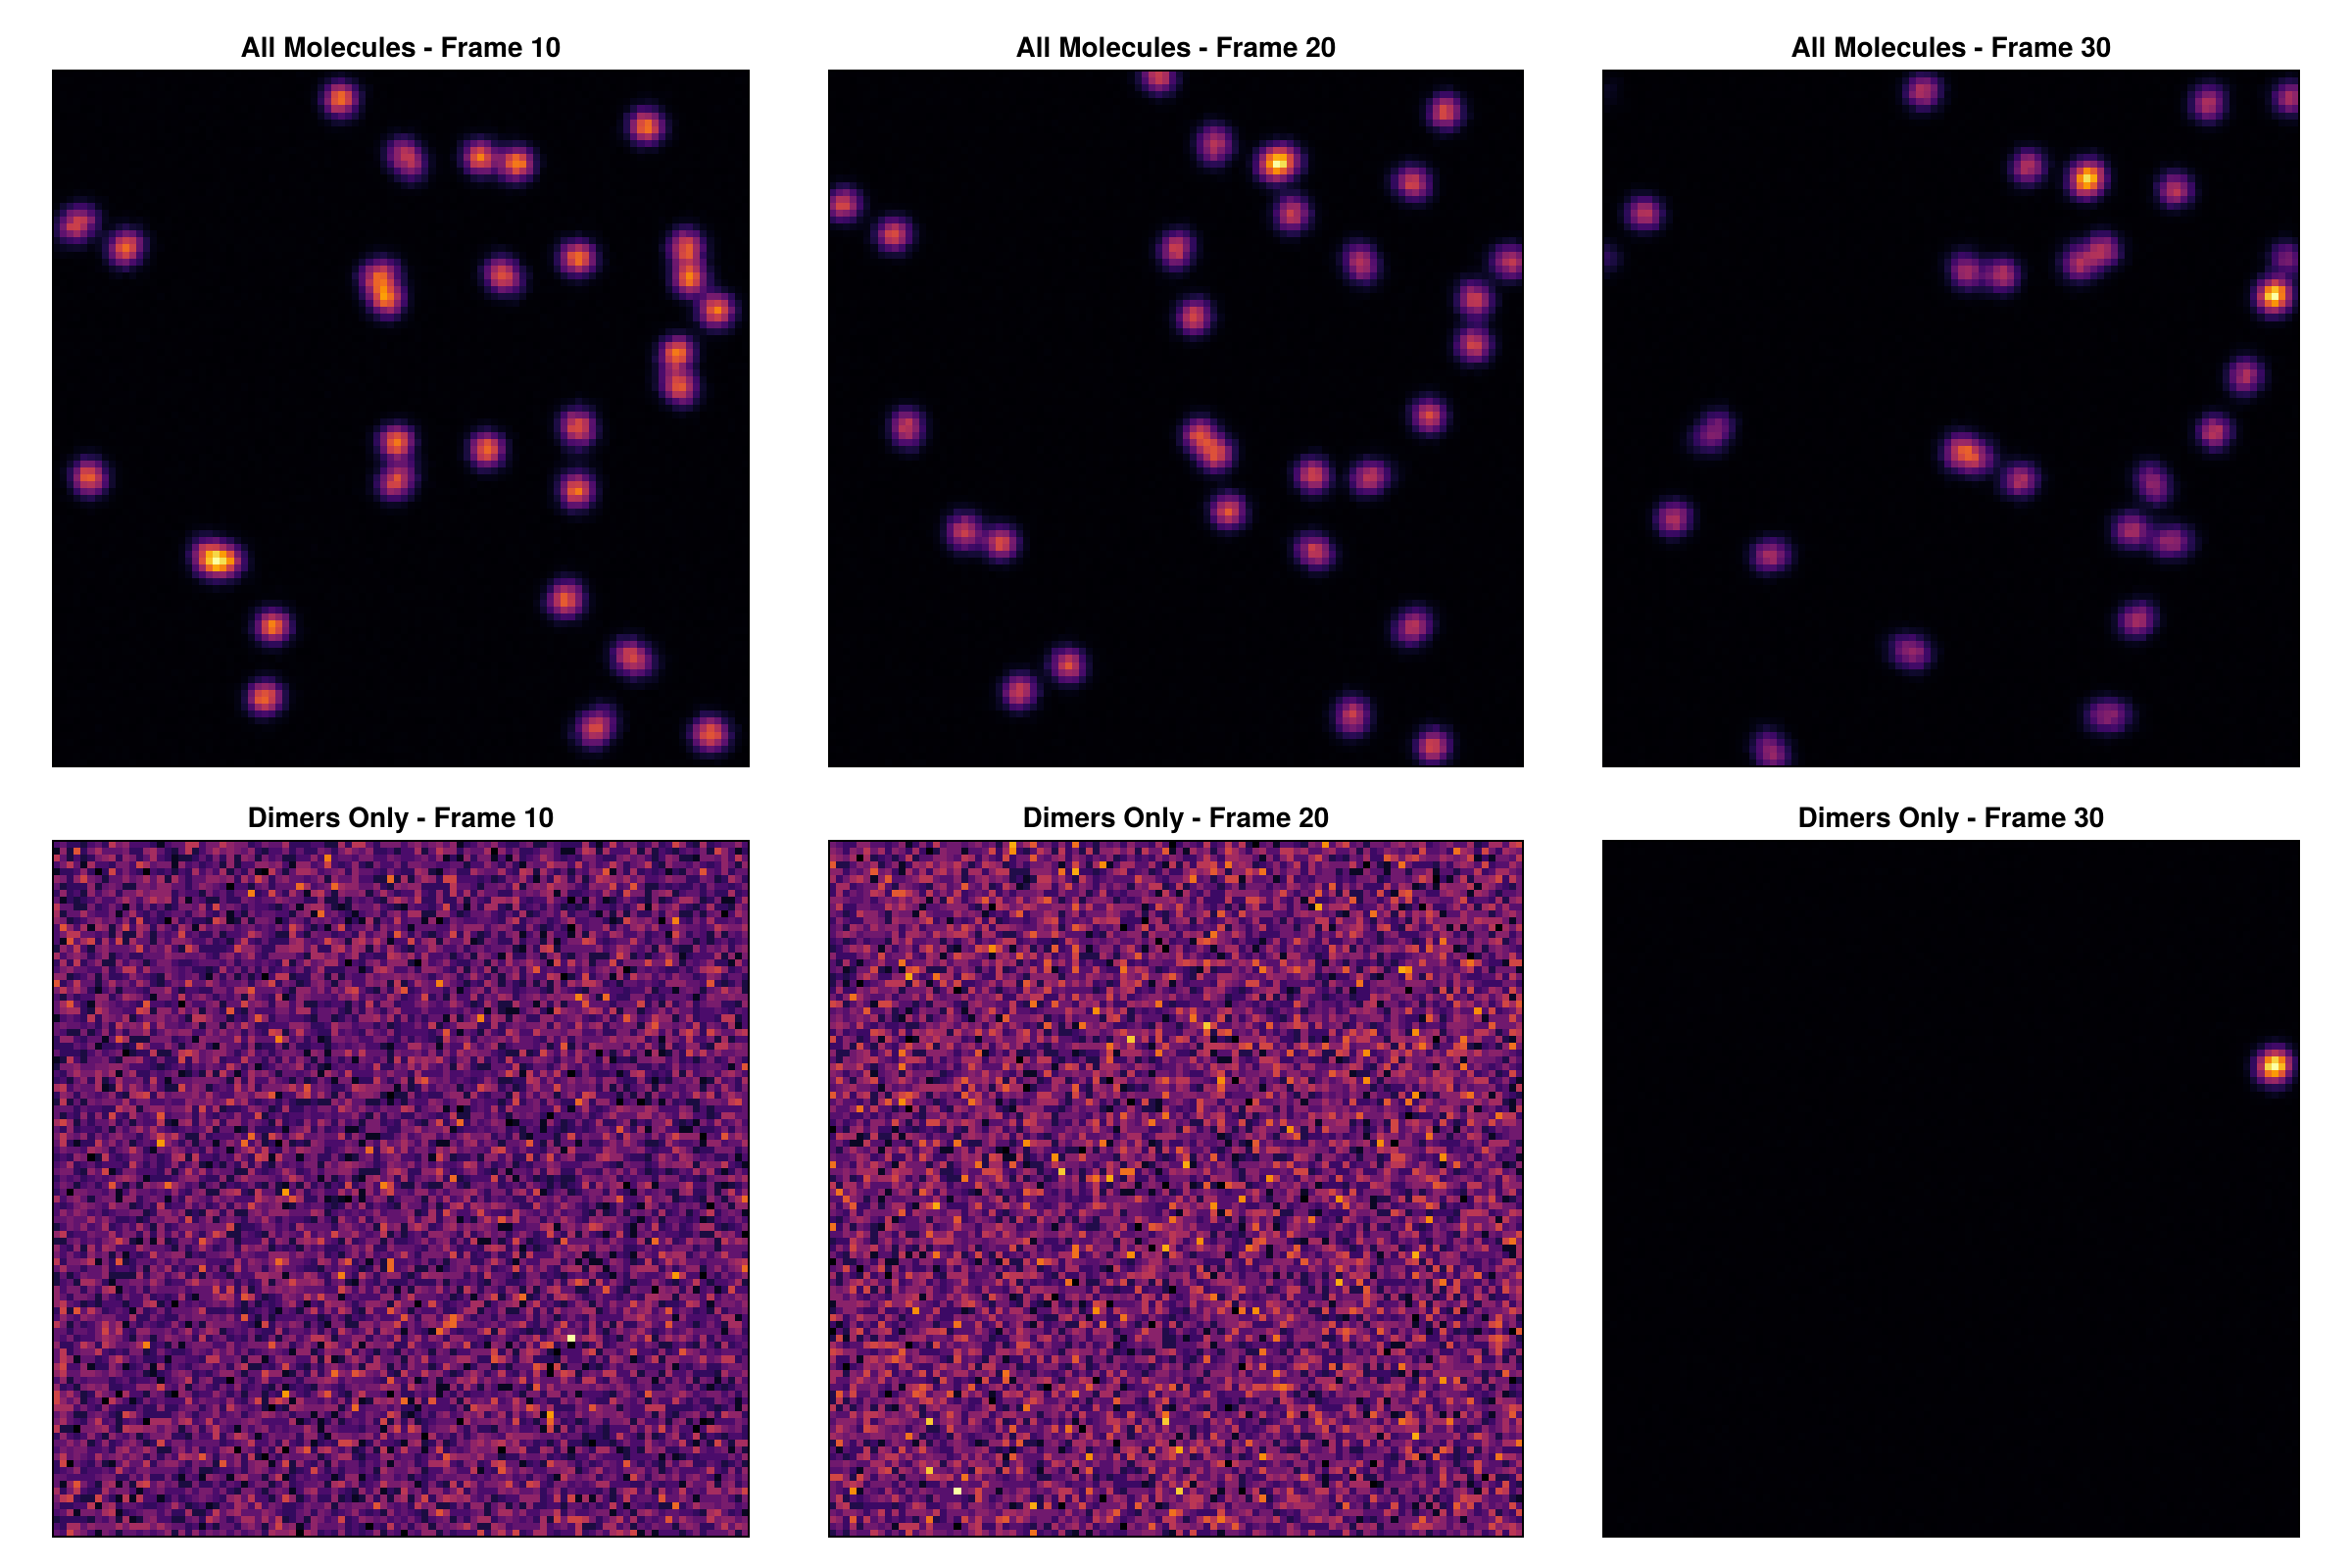 All Molecules - Frame 10
All Molecules - Frame 20
All Molecules - Frame 30
Dimers Only - Frame 10
Dimers Only - Frame 20
Dimers Only - Frame 30